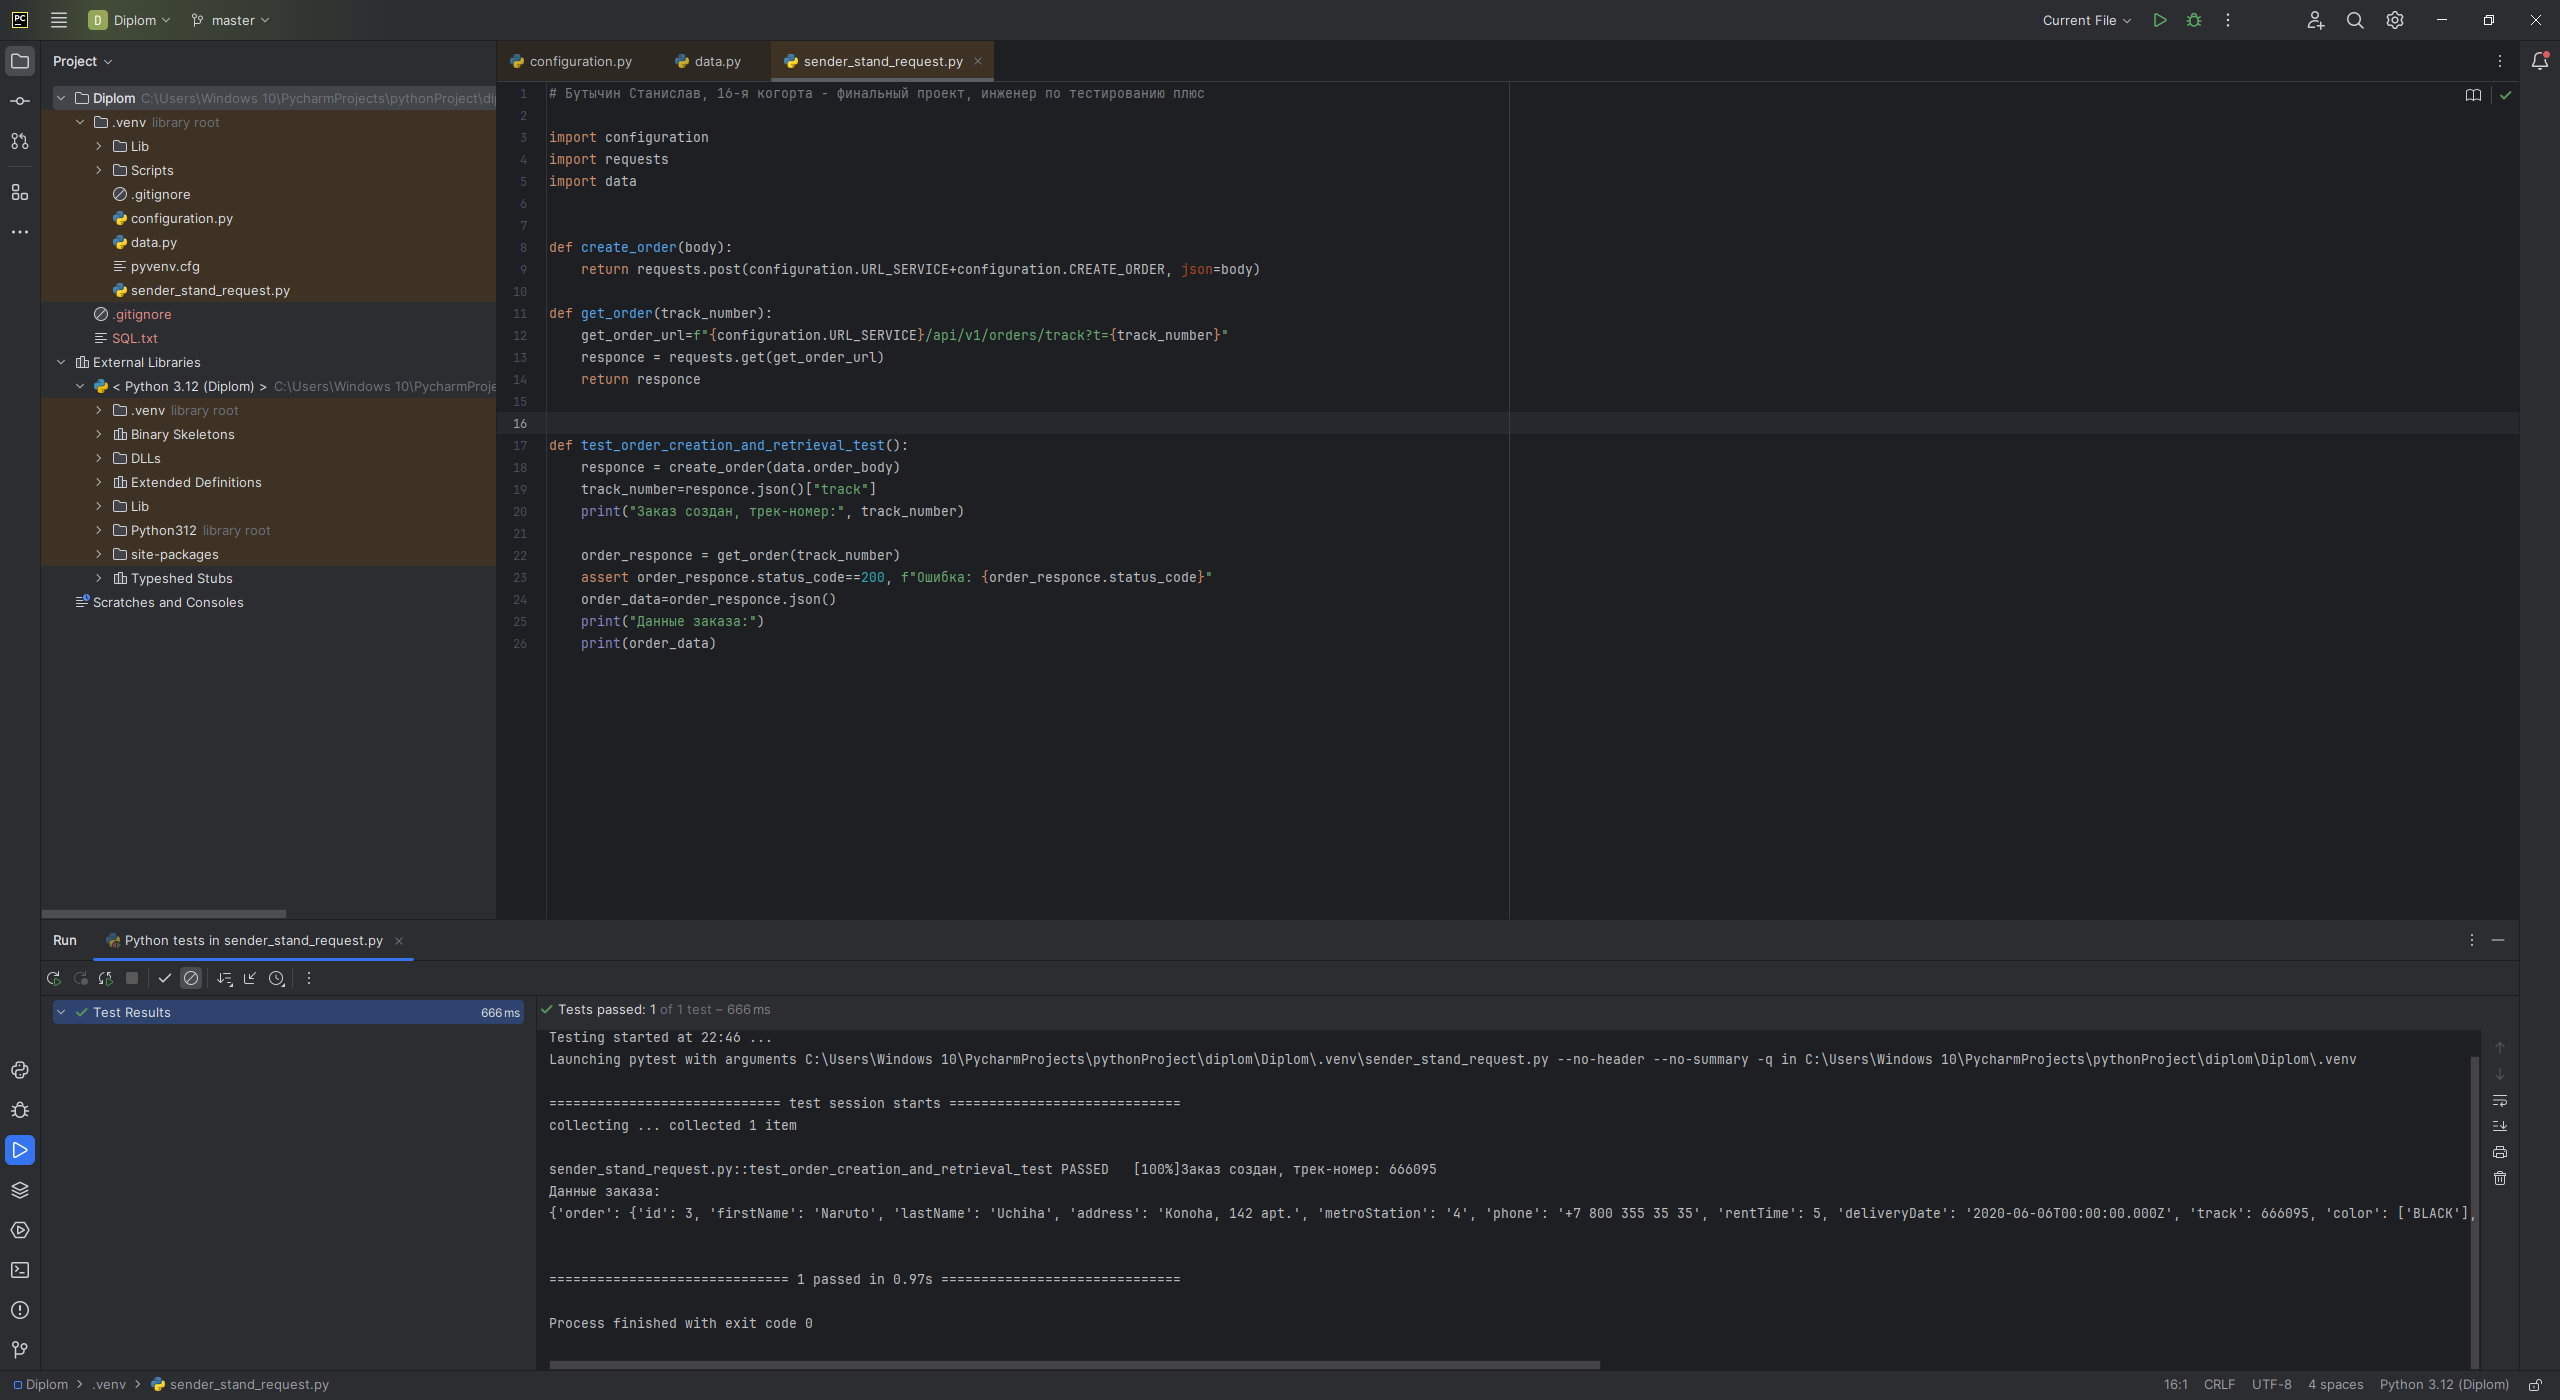 PC
D Diplom master
Current File
Project
Diplom C:\Users\Windows 10\PycharmProjects\pythonProject\di
.venv library root
Lib
Scripts
.gitignore
configuration.py
data.py
pyvenv.cfg
sender_stand_request.py
.gitignore
SQL.txt
External Libraries
< Python 3.12 (Diplom) > C:\Users\Windows 10\PycharmProje
.venv library root
Binary Skeletons
DLLs
Extended Definitions
Lib
Python312 library root
site-packages
Typeshed Stubs
Scratches and Consoles
configuration.py data.py sender_stand_request.py
1 # Бутычин Станислав, 16-я когорта - финальный проект, инженер по тестированию плюс
2
3 import configuration
4 import requests
5 import data
6
7
8 def create_order(body):
9 return requests.post(configuration.URL_SERVICE+configuration.CREATE_ORDER, json=body)
10
11 def get_order(track_number):
12 get_order_url=f"{configuration.URL_SERVICE}/api/v1/orders/track?t={track_number}"
13 responce = requests.get(get_order_url)
14 return responce
15
16
17 def test_order_creation_and_retrieval_test():
18 responce = create_order(data.order_body)
19 track_number=responce.json()["track"]
20 print("Заказ создан, трек-номер:", track_number)
21
22 order_responce = get_order(track_number)
23 assert order_responce.status_code==200, f"Ошибка: {order_responce.status_code}"
24 order_data=order_responce.json()
25 print("Данные заказа:")
26 print(order_data)
Run Python tests in sender_stand_request.py
Test Results 666 ms
Tests passed: 1 of 1 test – 666 ms
Testing started at 22:46 ...
Launching pytest with arguments C:\Users\Windows 10\PycharmProjects\pythonProject\diplom\Diplom\.venv\sender_stand_request.py --no-header --no-summary -q in C:\Users\Windows 10\PycharmProjects\pythonProject\diplom\Diplom\.venv
============================= test session starts =============================
collecting ... collected 1 item
sender_stand_request.py::test_order_creation_and_retrieval_test PASSED [100%]Заказ создан, трек-номер: 666095
Данные заказа:
{'order': {'id': 3, 'firstName': 'Naruto', 'lastName': 'Uchiha', 'address': 'Konoha, 142 apt.', 'metroStation': '4', 'phone': '+7 800 355 35 35', 'rentTime': 5, 'deliveryDate': '2020-06-06T00:00:00.000Z', 'track': 666095, 'color': ['BLACK'],
============================== 1 passed in 0.97s ==============================
Process finished with exit code 0
Diplom > .venv > sender_stand_request.py
16:1 CRLF UTF-8 4 spaces Python 3.12 (Diplom)